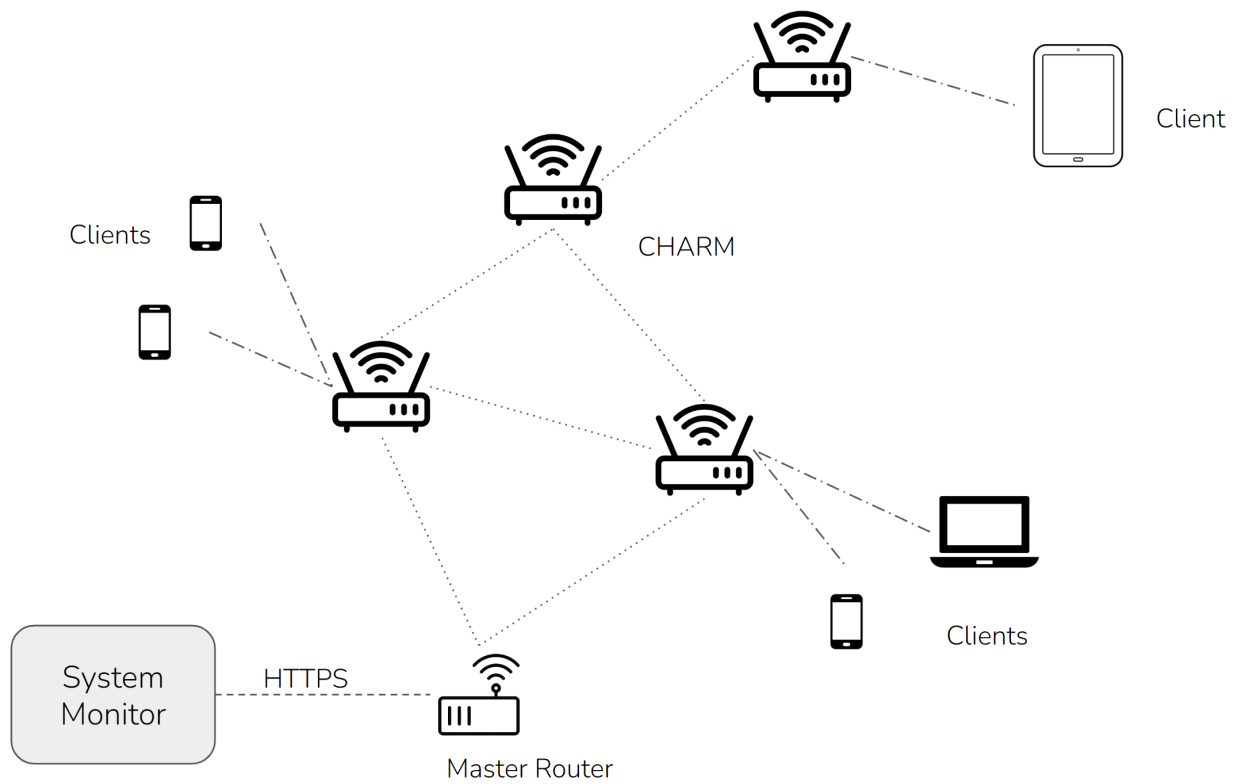 Client
Clients
CHARM
Clients
System
Monitor
HTTPS
Master Router